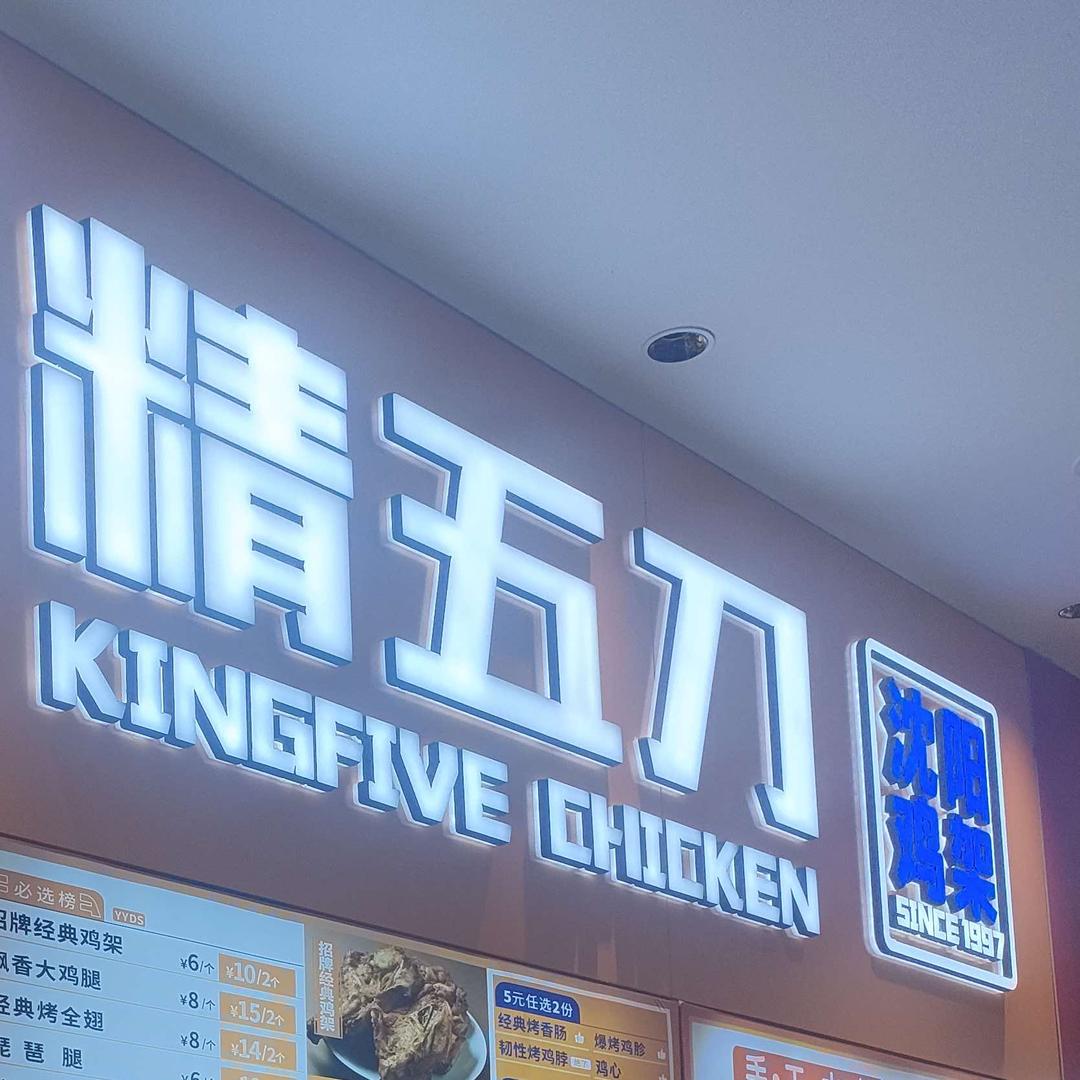 精五刀
KINGFIVE CHICKEN
沈阳
鸡架
SINCE 1997
必选榜
YYDS
招牌经典鸡架 ¥6/个 ¥10/2个
飘香大鸡腿 ¥8/个 ¥15/2个
经典烤全翅 ¥8/个 ¥14/2个
琵琶腿
招牌经典鸡架
5元任选2份
经典烤香肠 爆烤鸡胗
韧性烤鸡脖 鸡心